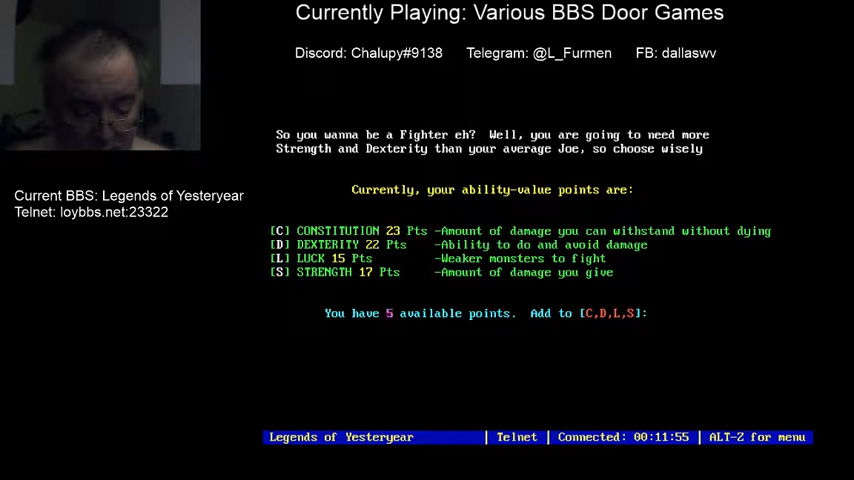 Currently Playing: Various BBS Door Games
Discord: Chalupy#9138 Telegram: @L_Furmen FB: dallaswv
So you wanna be a Fighter eh? Well, you are going to need more
Strength and Dexterity than your average Joe, so choose wisely
Currently, your ability-value points are:
Current BBS: Legends of Yesteryear
Telnet: loybbs.net:23322
[C] CONSTITUTION 23 Pts -Amount of damage you can withstand without dying
[D] DEXTERITY 22 Pts -Ability to do and avoid damage
[L] LUCK 15 Pts -Weaker monsters to fight
[S] STRENGTH 17 Pts -Amount of damage you give
You have 5 available points. Add to [C,D,L,S]:
Legends of Yesteryear | Telnet | Connected: 00:11:55 | ALT-Z for menu